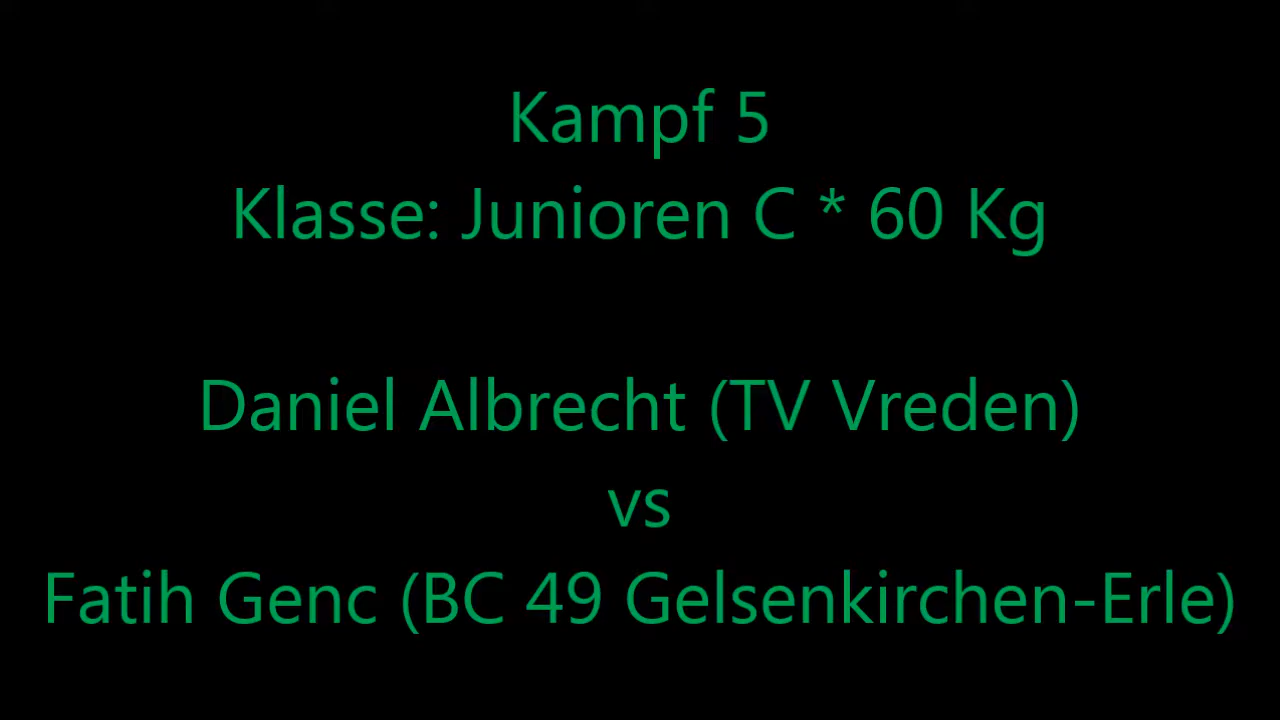 Kampf 5
Klasse: Junioren C * 60 Kg
Daniel Albrecht (TV Vreden)
vs
Fatih Genc (BC 49 Gelsenkirchen-Erle)